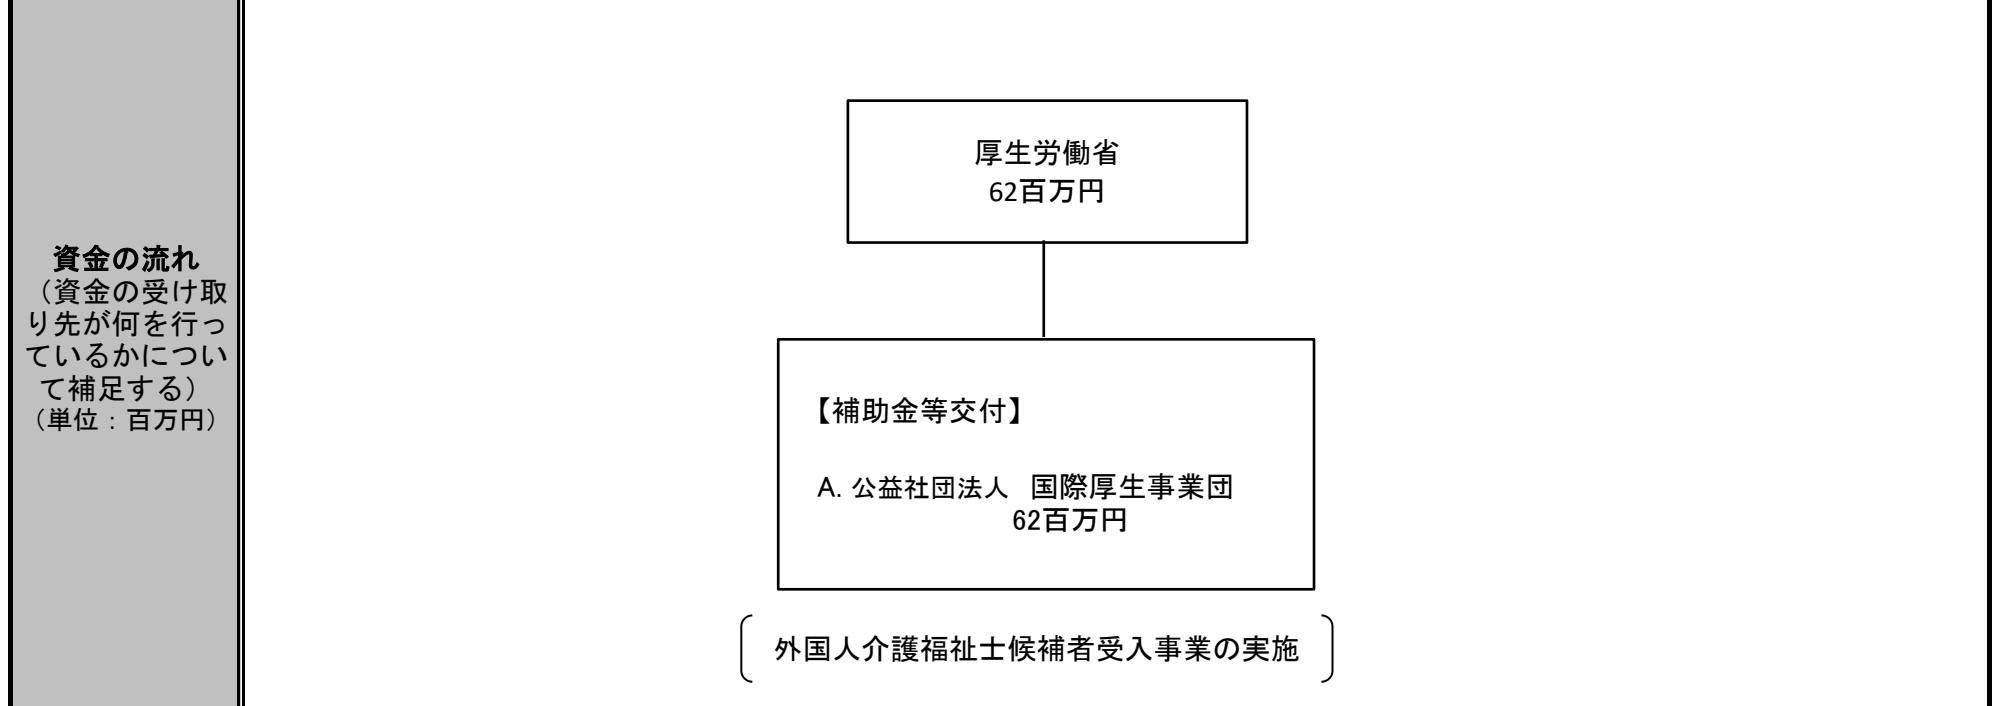 資金の流れ
（資金の受け取
り先が何を行っ
ているかについ
て補足する）
（単位：百万円）
厚生労働省
62百万円
【補助金等交付】
A. 公益社団法人　国際厚生事業団
62百万円
外国人介護福祉士候補者受入事業の実施